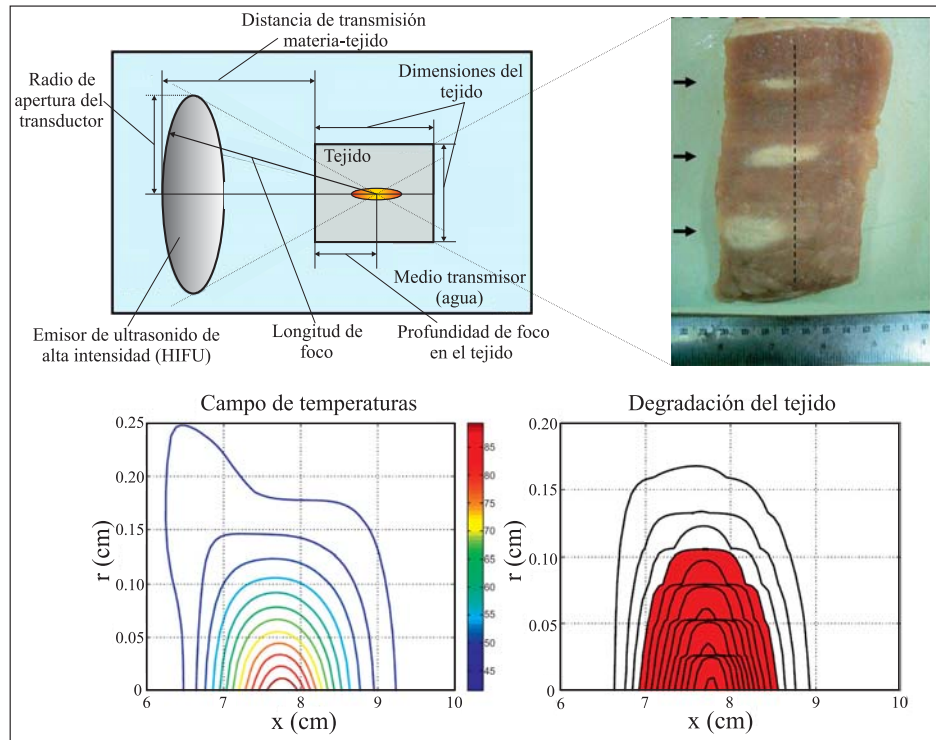 Distancia de transmisión
materia-tejido
Radio de
apertura del
transductor
Dimensiones del
tejido
Tejido
Medio transmisor
(agua)
Emisor de ultrasonido de
alta intensidad (HIFU)
Longitud de
foco
Profundidad de foco
en el tejido
Campo de temperaturas
0.25
0.20
0.15
0.10
0.05
0
r (cm)
6 7 8 9 10
x (cm)
85
80
75
70
65
60
55
50
45
Degradación del tejido
0.20
0.15
0.10
0.05
0
r (cm)
6 7 8 9 10
x (cm)